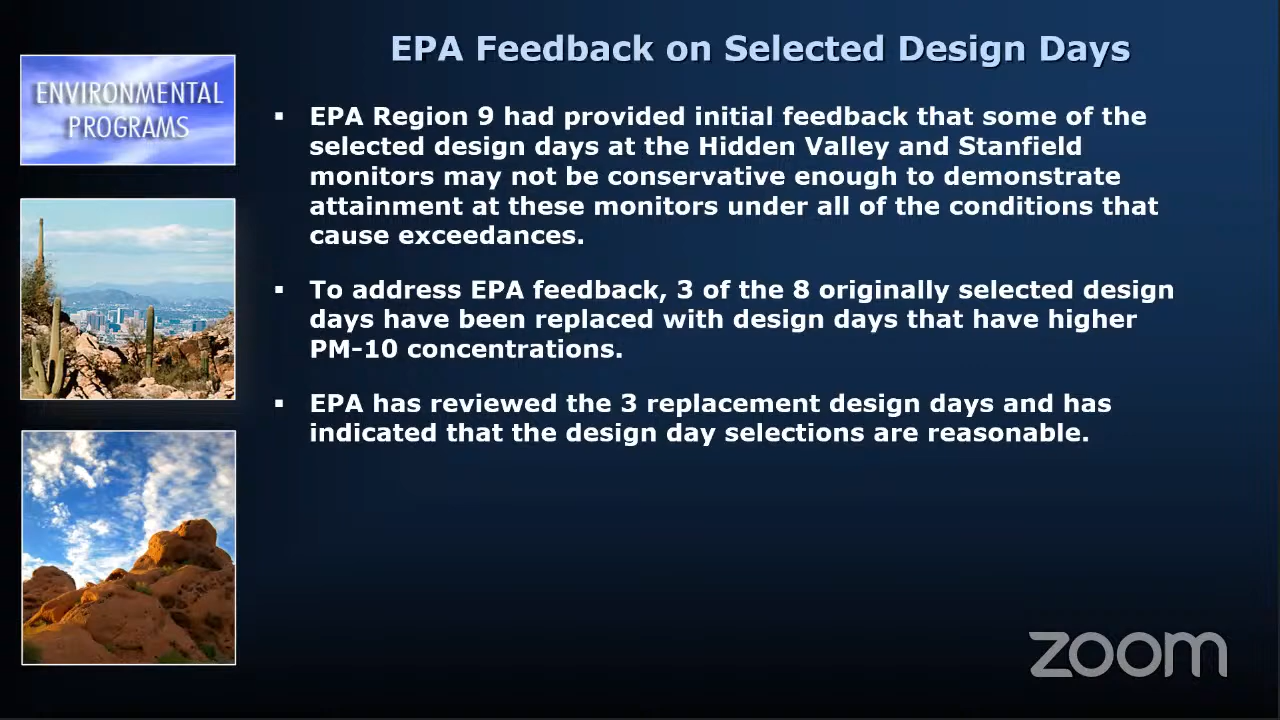 EPA Feedback on Selected Design Days
ENVIRONMENTAL
PROGRAMS
▪ EPA Region 9 had provided initial feedback that some of the
selected design days at the Hidden Valley and Stanfield
monitors may not be conservative enough to demonstrate
attainment at these monitors under all of the conditions that
cause exceedances.
▪ To address EPA feedback, 3 of the 8 originally selected design
days have been replaced with design days that have higher
PM-10 concentrations.
▪ EPA has reviewed the 3 replacement design days and has
indicated that the design day selections are reasonable.
zoom